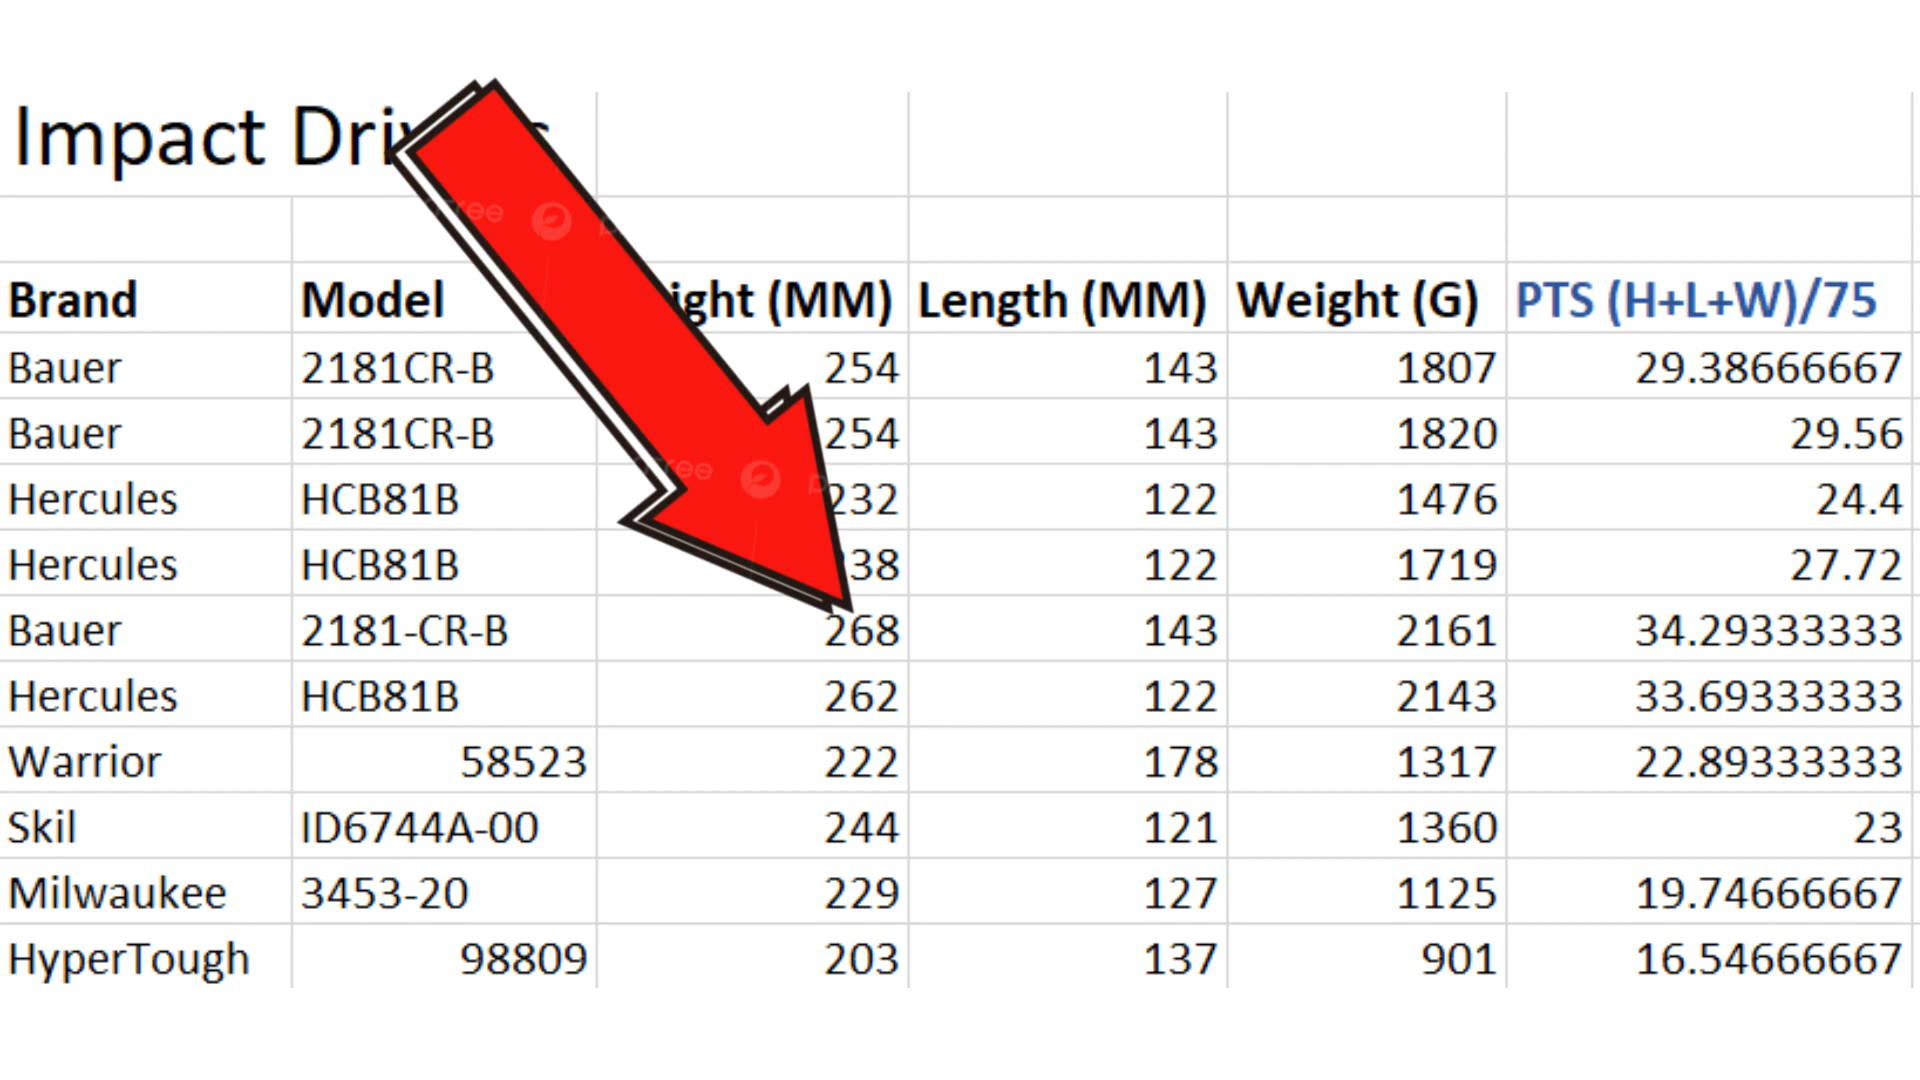 Impact
Brand Model Length (MM) Weight (G) PTS (H+L+W)/75
Bauer 2181CR-B 254 143 1807 29.38666667
Bauer 2181CR-B 254 143 1820 29.56
Hercules HCB81B 232 122 1476 24.4
Hercules HCB81B 122 1719 27.72
Bauer 2181-CR-B 268 143 2161 34.29333333
Hercules HCB81B 262 122 2143 33.69333333
Warrior 58523 222 178 1317 22.89333333
Skil ID6744A-00 244 121 1360 23
Milwaukee 3453-20 229 127 1125 19.74666667
HyperTough 98809 203 137 901 16.54666667